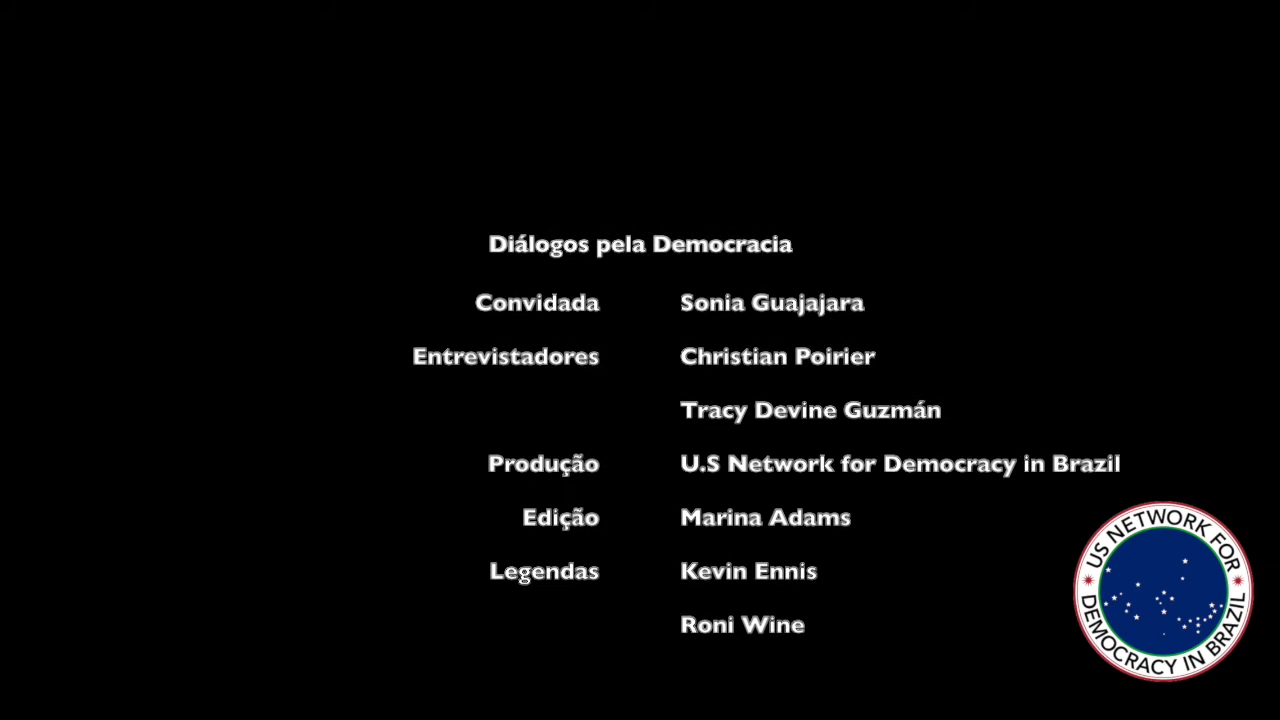 Diálogos pela Democracia
Convidada Sonia Guajajara
Entrevistadores Christian Poirier
Tracy Devine Guzmán
Produção U.S Network for Democracy in Brazil
Edição Marina Adams
Legendas Kevin Ennis
Roni Wine
US NETWORK FOR
DEMOCRACY IN BRAZIL